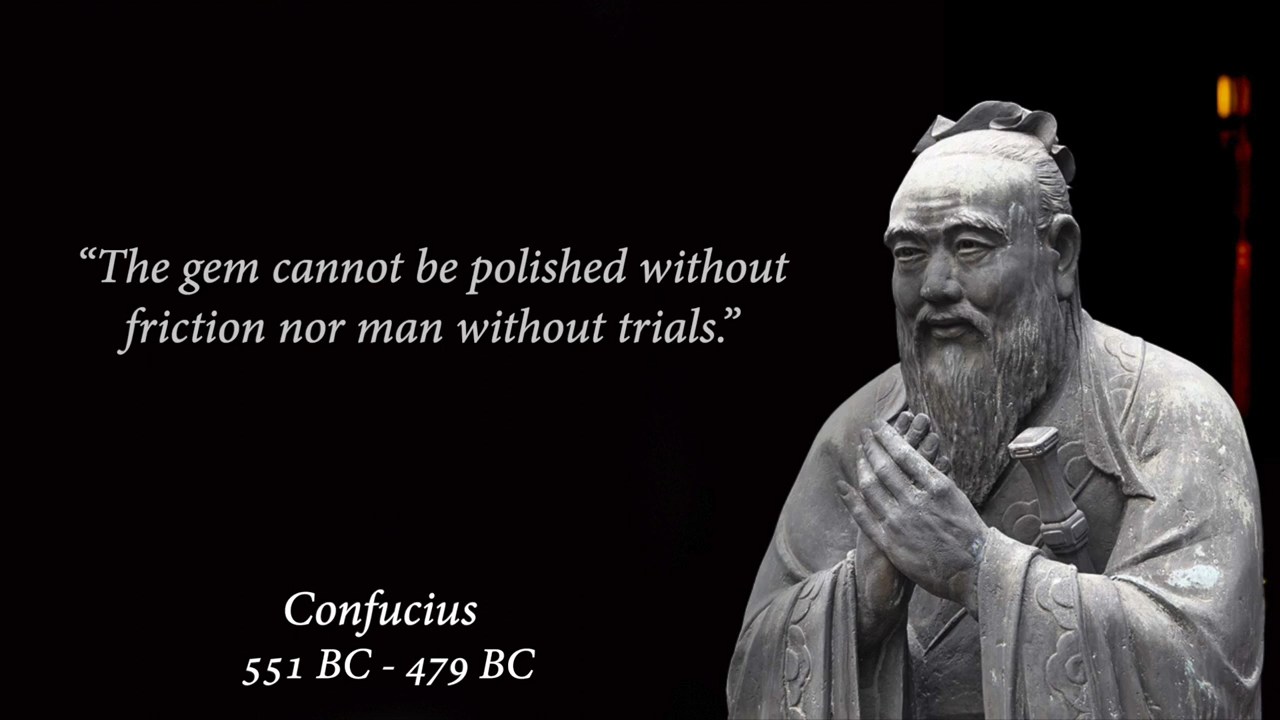 “The gem cannot be polished without
friction nor man without trials.”
Confucius
551 BC - 479 BC